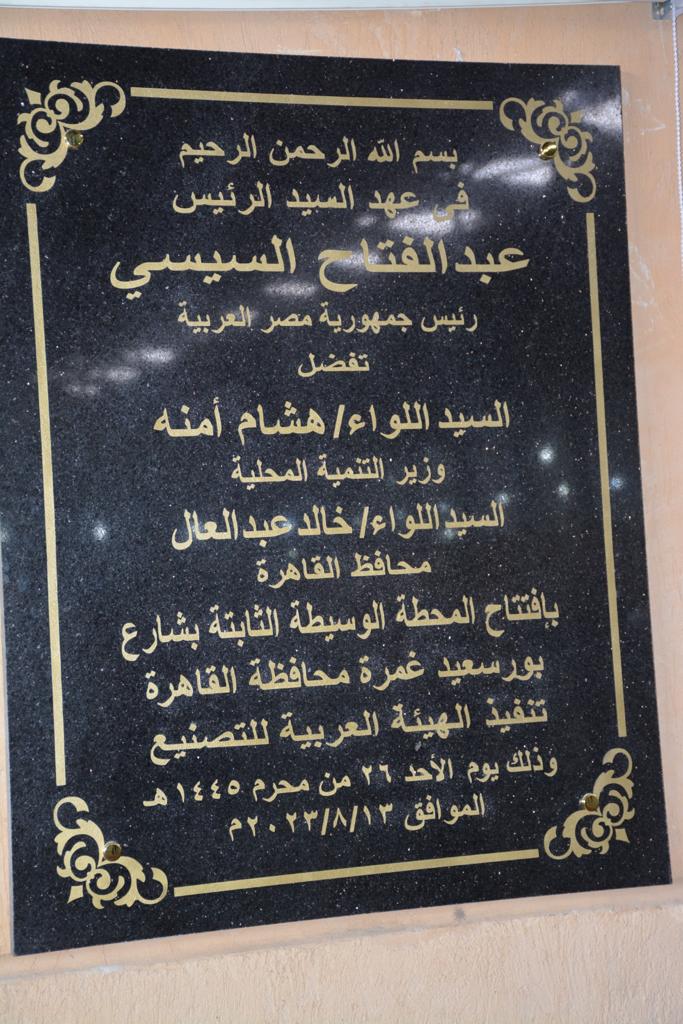 بسم الله الرحمن الرحيم
في عهد السيد الرئيس
عبدالفتاح السيسي
رئيس جمهورية مصر العربية
تفضل
السيد اللواء/ هشام أمنه
وزير التنمية المحلية
السيد اللواء/ خالد عبدالعال
محافظ القاهرة
بإفتتاح المحطة الوسيطة الثابتة بشارع
بورسعيد غمرة محافظة القاهرة
تنفيذ الهيئة العربية للتصنيع
وذلك يوم الأحد ٢٦ من محرم ١٤٤٥هـ
الموافق ٢٠٢٣/٨/١٣م